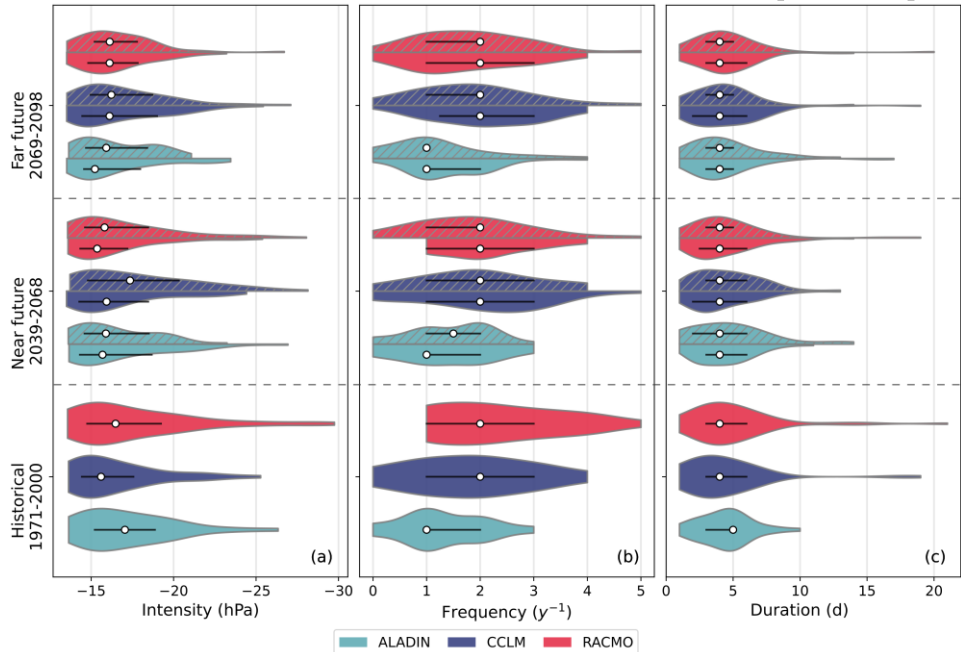 Far future
2069-2098
Near future
2039-2068
Historical
1971-2000
(a)
(b)
(c)
−15 −20 −25 −30
0 1 2 3 4 5
0 5 10 15 20
Intensity (hPa)
Frequency (y⁻¹)
Duration (d)
ALADIN CCLM RACMO